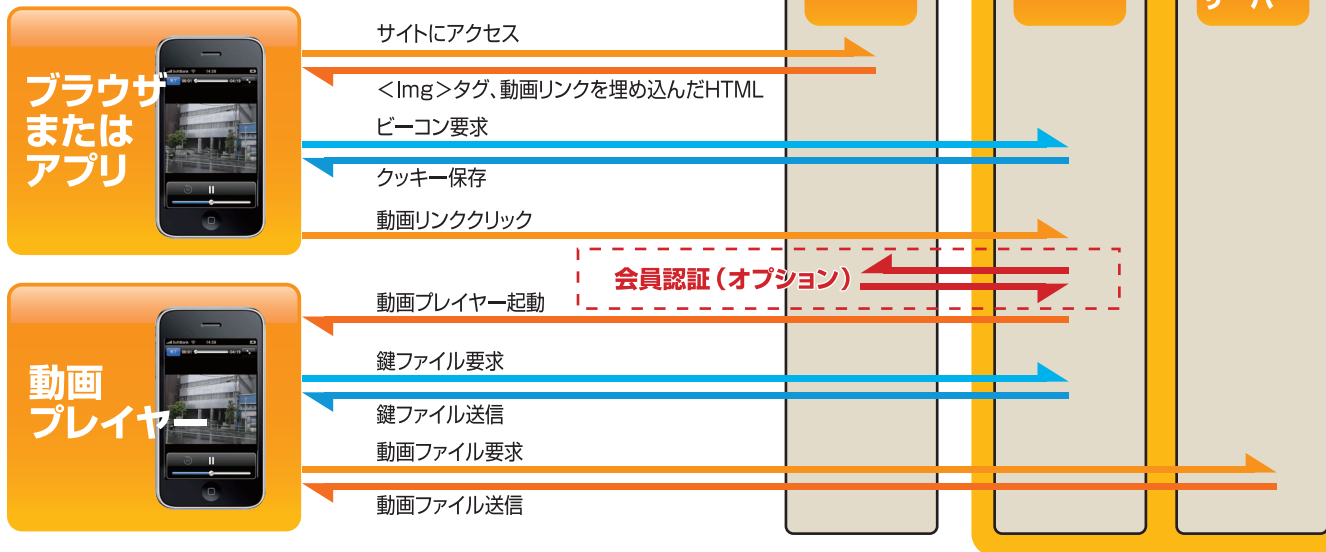 サイトにアクセス
<Img>タグ、動画リンクを埋め込んだHTML
ブラウザ
または
アプリ
ビーコン要求
クッキー保存
動画リンククリック
会員認証（オプション）
動画プレイヤー起動
動画
プレイヤー
鍵ファイル要求
鍵ファイル送信
動画ファイル要求
動画ファイル送信